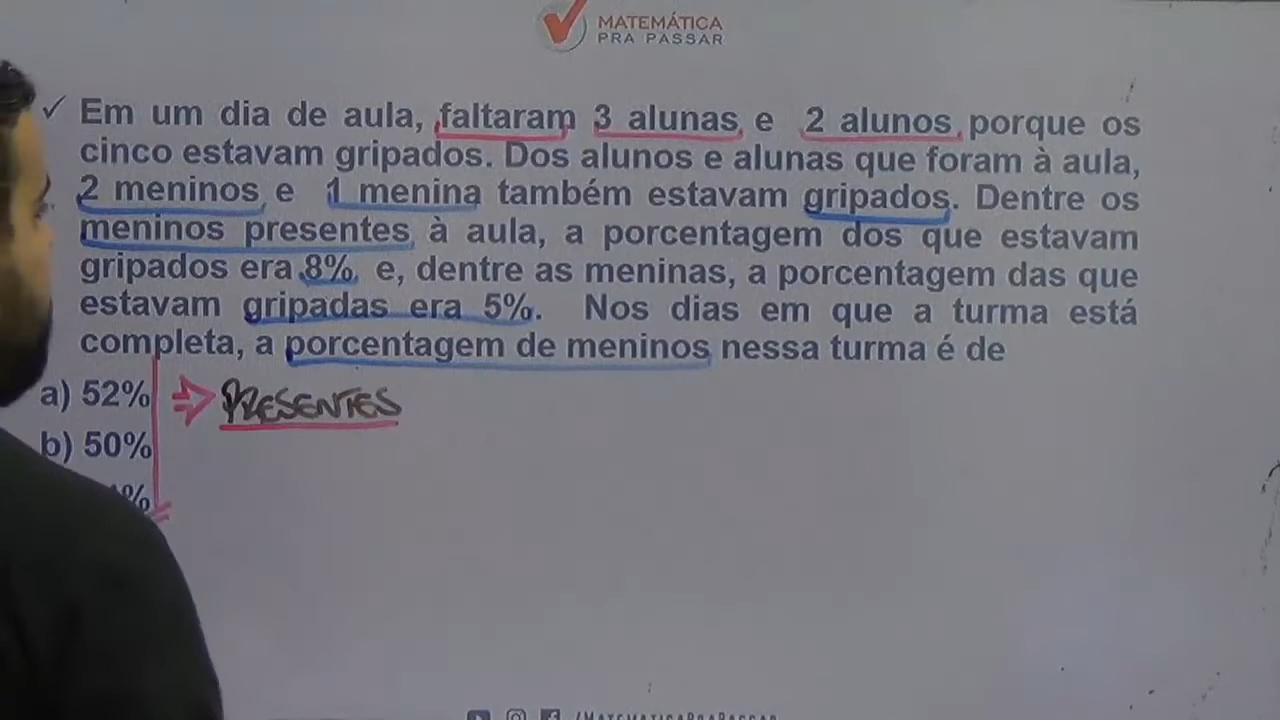 MATEMÁTICA
PRA PASSAR
✓ Em um dia de aula, faltaram 3 alunas e 2 alunos porque os
cinco estavam gripados. Dos alunos e alunas que foram à aula,
2 meninos e 1 menina também estavam gripados. Dentre os
meninos presentes à aula, a porcentagem dos que estavam
gripados era 8% e, dentre as meninas, a porcentagem das que
estavam gripadas era 5%. Nos dias em que a turma está
completa, a porcentagem de meninos nessa turma é de
a) 52%
PRESENTES
b) 50%
%
/MATEMATICAPRAPASSAR